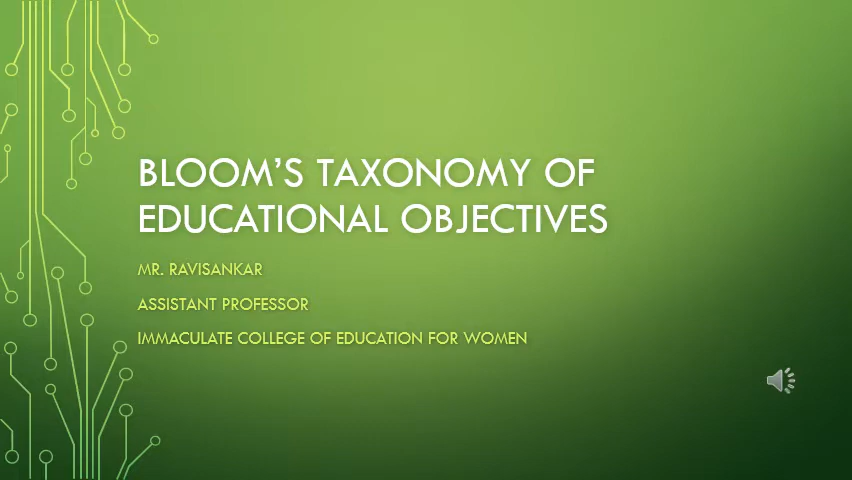 BLOOM’S TAXONOMY OF
EDUCATIONAL OBJECTIVES
MR. RAVISANKAR
ASSISTANT PROFESSOR
IMMACULATE COLLEGE OF EDUCATION FOR WOMEN